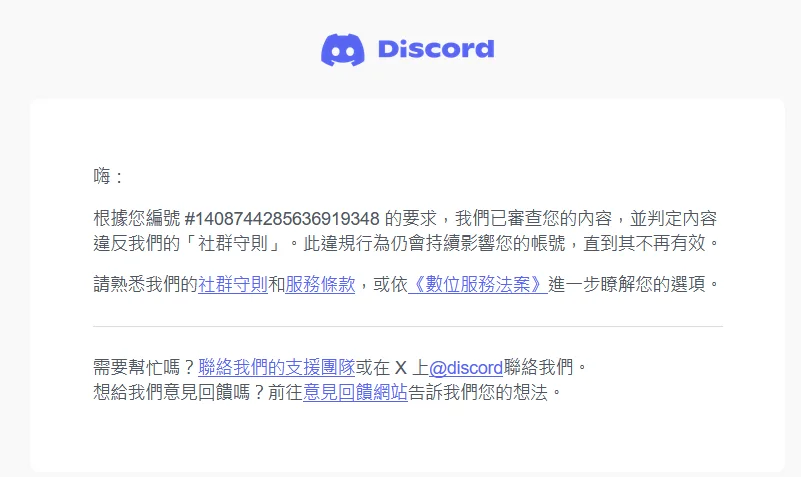 Discord
嗨：
根據您編號 #1408744285636919348 的要求，我們已審查您的內容，並判定內容
違反我們的「社群守則」。此違規行為仍會持續影響您的帳號，直到其不再有效。
請熟悉我們的社群守則和服務條款，或依《數位服務法案》進一步瞭解您的選項。
需要幫忙嗎？聯絡我們的支援團隊或在 X 上@discord聯絡我們。
想給我們意見回饋嗎？前往意見回饋網站告訴我們您的想法。